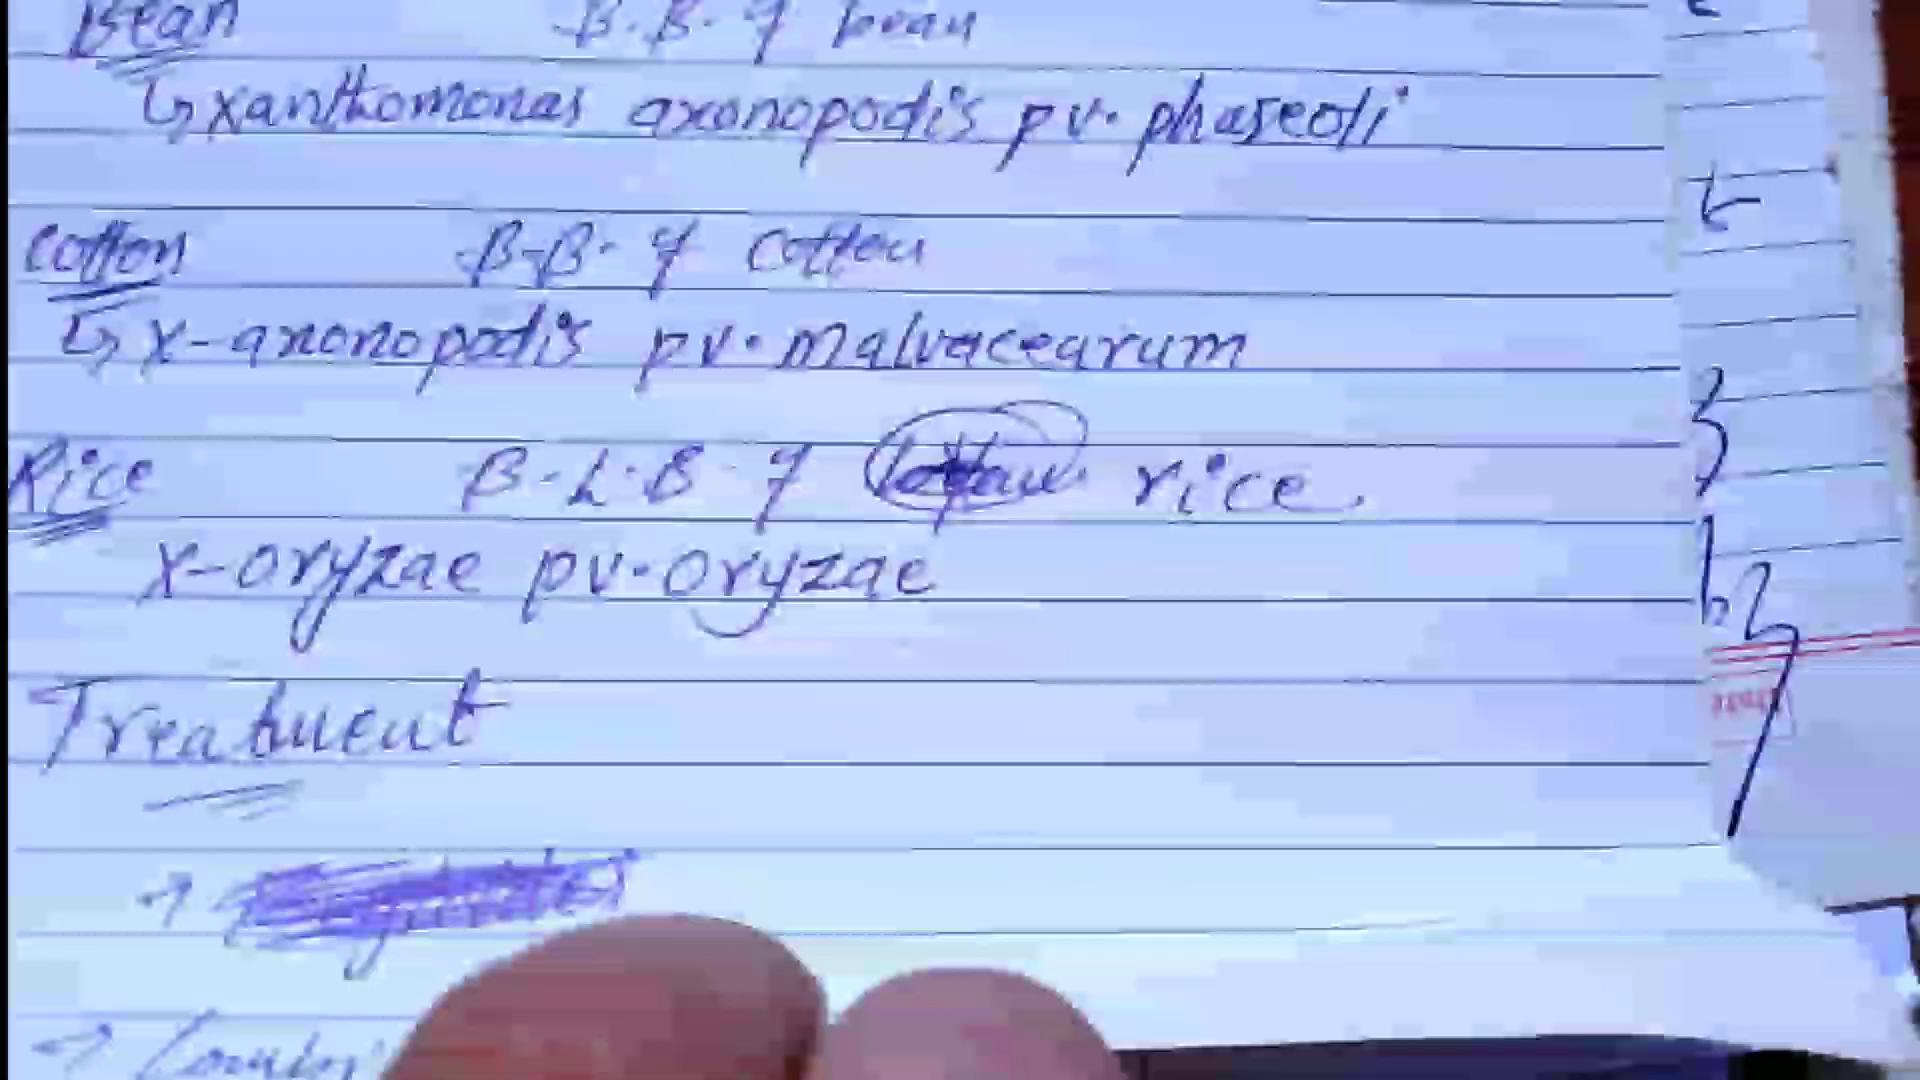 Bean B.B. of bean
↳ xanthomonas axonopodis pv. phaseoli
Cotton B.B. of Cotton
↳ X-axonopodis pv. malvacearum
Rice B.L.B. of rice.
X-oryzae pv. oryzae
Treatment
→
→